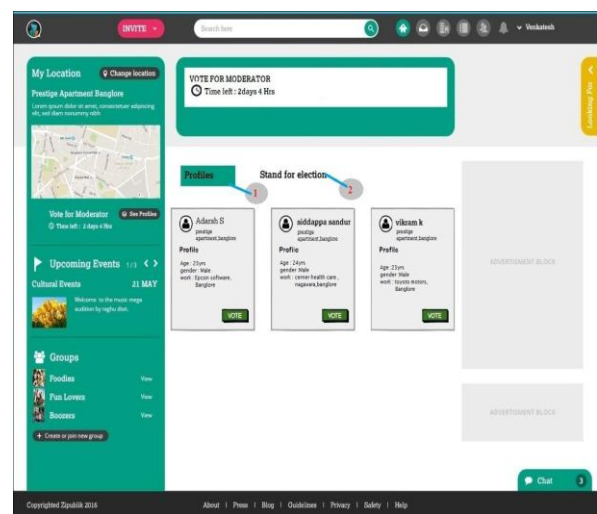 INVITE
Search here
Venkatesh
My Location
Change location
Prestige Apartment Banglore
Lorem ipsum dolor sit amet, consectetuer adipiscing
elit, sed diam nonummy nibh
Vote for Moderator
See Profiles
Time left : 2 days 4 Hrs
Upcoming Events 1/3
Cultural Events 21 MAY
Welcome to the music mega
audition by raghu dixit.
Groups
Foodies View
Fun Lovers View
Boozers View
+ Create or join new group
VOTE FOR MODERATOR
Time left : 2days 4 Hrs
Looking For
Profiles
Stand for election
1
2
Adarsh S
prestige
apartment,banglore
Profile
Age : 23yrs
gender: Male
work : Epson software,
Banglore
VOTE
siddappa sandur
prestige
apartment,banglore
Profile
Age : 24yrs
gender: Male
work : corner health care ,
nagavara,banglore
VOTE
vikram k
prestige
apartment,banglore
Profile
Age : 23yrs
gender: Male
work : toyoto motors,
Banglore
VOTE
ADVERTISMENT BLOCK
ADVERTISMENT BLOCK
Chat 3
Copyrighted Zipublik 2016
About | Press | Blog | Guidelines | Privacy | Safety | Help